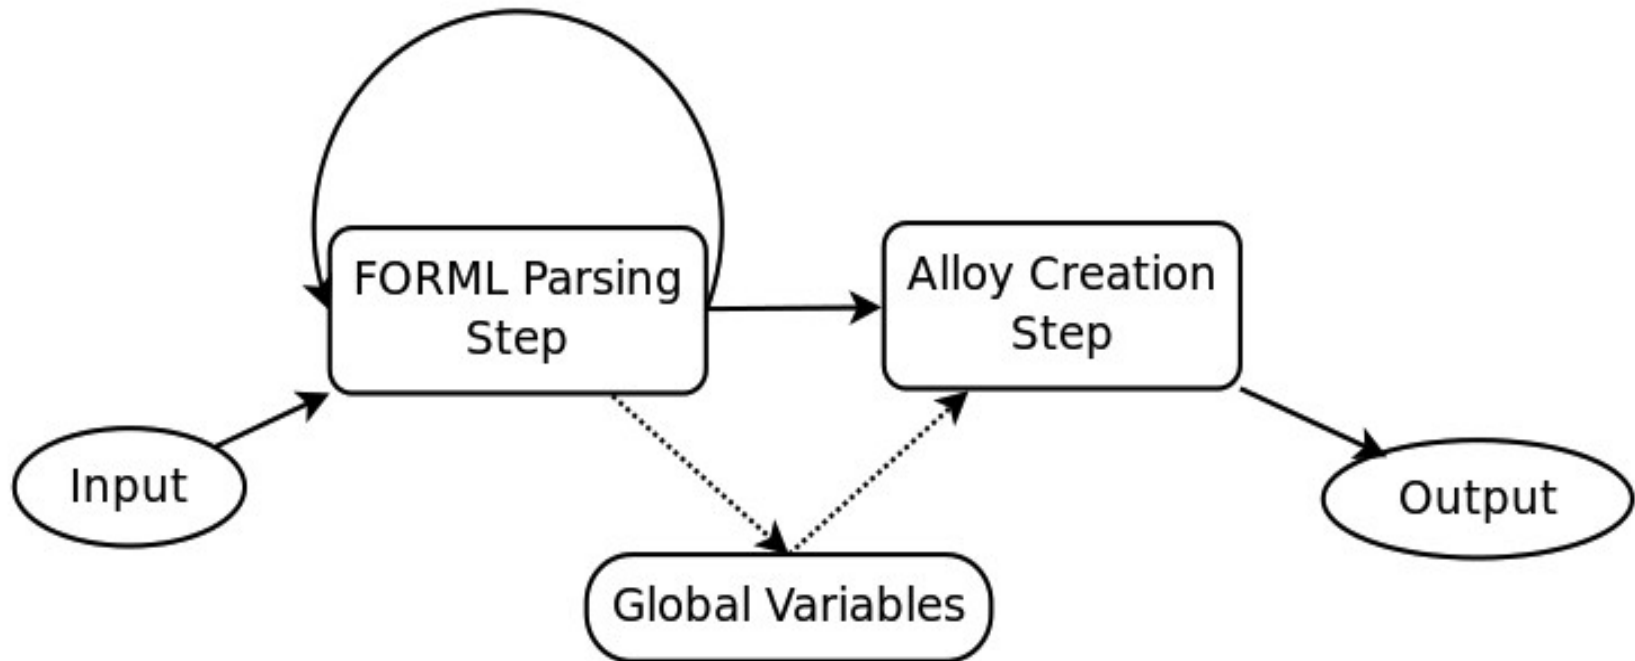 FORML Parsing
Step
Alloy Creation
Step
Input
Output
Global Variables